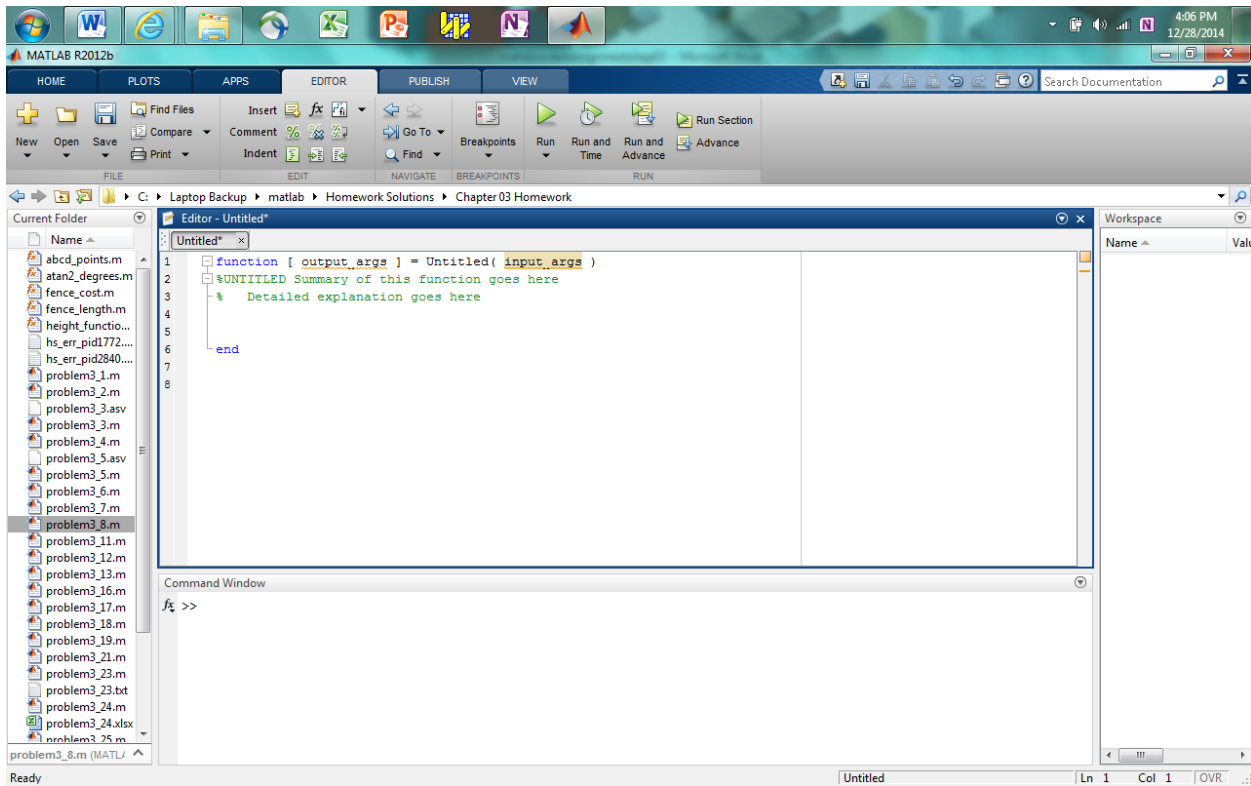 4:06 PM
12/28/2014
MATLAB R2012b
HOME PLOTS APPS EDITOR PUBLISH VIEW
Search Documentation
New Open Save
Find Files
Compare
Print
FILE
Insert
Comment
Indent
EDIT
Go To
Find
NAVIGATE
Breakpoints
BREAKPOINTS
Run
Run and Time
Run and Advance
Run Section
Advance
RUN
C: Laptop Backup matlab Homework Solutions Chapter 03 Homework
Current Folder
Name
abcd_points.m
atan2_degrees.m
fence_cost.m
fence_length.m
height_functio...
hs_err_pid1772....
hs_err_pid2840....
problem3_1.m
problem3_2.m
problem3_3.asv
problem3_3.m
problem3_4.m
problem3_5.asv
problem3_5.m
problem3_6.m
problem3_7.m
problem3_8.m
problem3_11.m
problem3_12.m
problem3_13.m
problem3_16.m
problem3_17.m
problem3_18.m
problem3_19.m
problem3_21.m
problem3_23.m
problem3_23.txt
problem3_24.m
problem3_24.xlsx
problem3_25.m
problem3_8.m (MATLA
Editor - Untitled*
Untitled*
1 function [ output_args ] = Untitled( input_args )
2 %UNTITLED Summary of this function goes here
3 % Detailed explanation goes here
4
5
6 end
7
8
Command Window
fx >>
Workspace
Name Valu
Ready
Untitled
Ln 1 Col 1 OVR